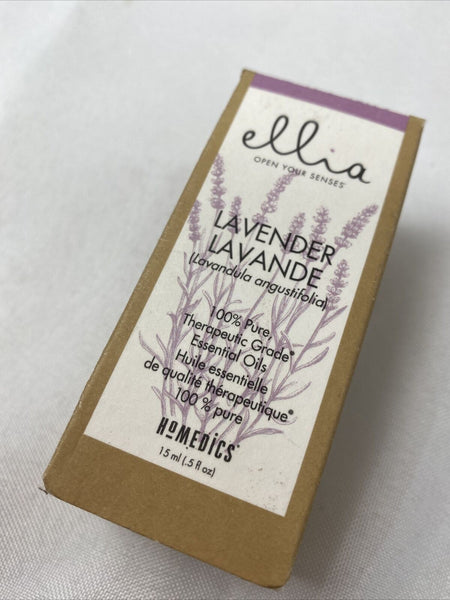 ellia
OPEN YOUR SENSES®
LAVENDER
LAVANDE
(Lavandula angustifolia)
100% Pure
Therapeutic Grade®
Essential Oils
Huile essentielle
de qualité thérapeutique®
100 % pure
HoMEDiCS®
15 ml (.5 fl oz)